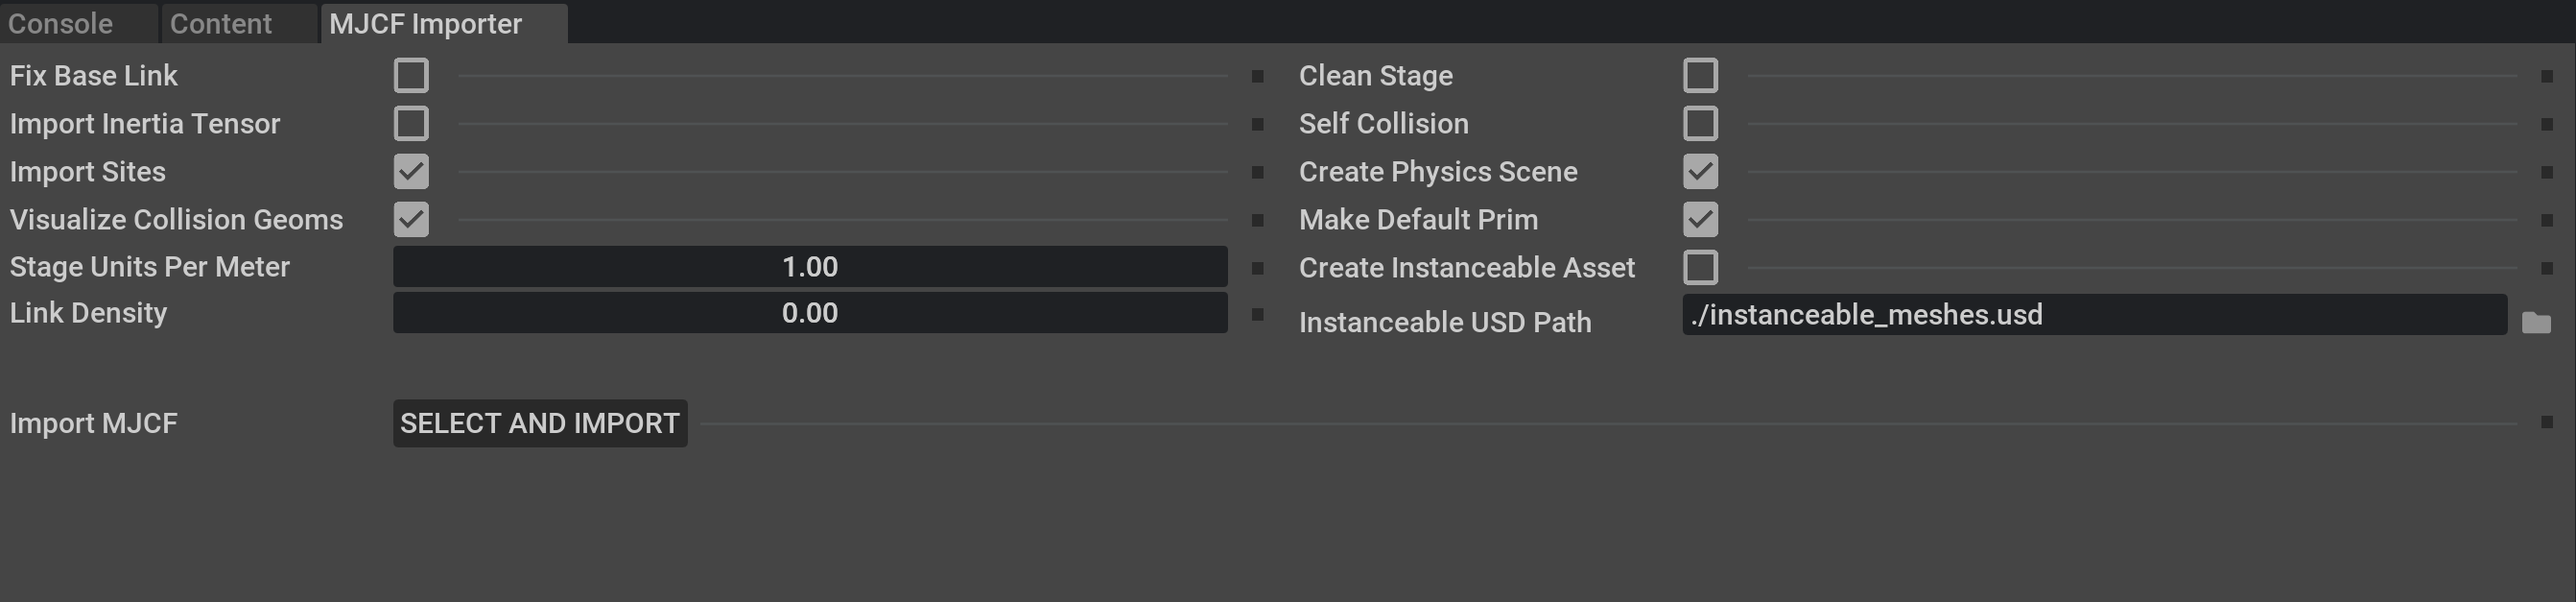 Console Content MJCF Importer
Fix Base Link
Import Inertia Tensor
Import Sites
Visualize Collision Geoms
Stage Units Per Meter 1.00
Link Density 0.00
Clean Stage
Self Collision
Create Physics Scene
Make Default Prim
Create Instanceable Asset
Instanceable USD Path ./instanceable_meshes.usd
Import MJCF SELECT AND IMPORT